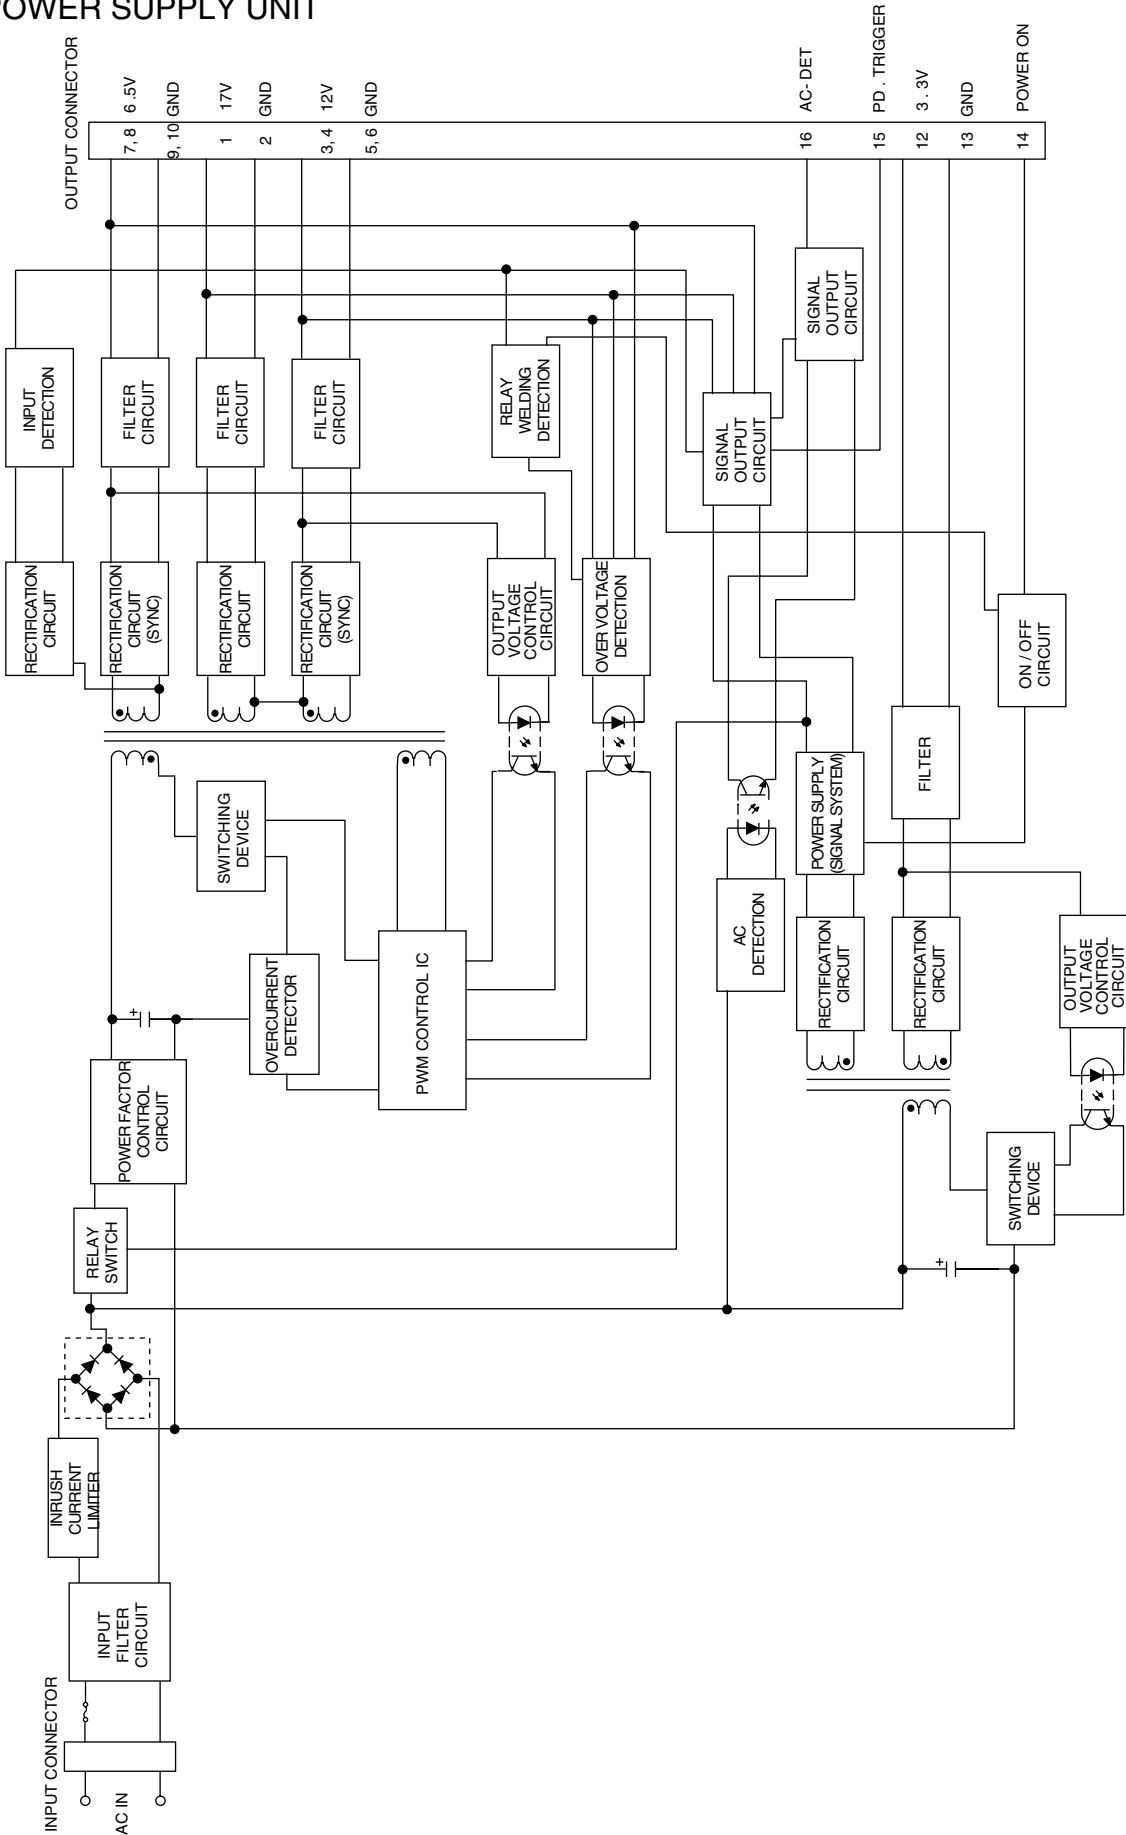 POWER SUPPLY UNIT
OUTPUT CONNECTOR
7, 8
6 .5V
9, 10
GND
1
17V
2
GND
3, 4
12V
5, 6
GND
16
AC- DET
15
PD . TRIGGER
12
3 . 3V
13
GND
14
POWER ON
INPUT
DETECTION
FILTER
CIRCUIT
FILTER
CIRCUIT
FILTER
CIRCUIT
RELAY
WELDING
DETECTION
SIGNAL
OUTPUT
CIRCUIT
SIGNAL
OUTPUT
CIRCUIT
RECTIFICATION
CIRCUIT
RECTIFICATION
CIRCUIT
(SYNC)
RECTIFICATION
CIRCUIT
RECTIFICATION
CIRCUIT
(SYNC)
OUTPUT
VOLTAGE
CONTROL
CIRCUIT
OVER VOLTAGE
DETECTION
ON / OFF
CIRCUIT
SWITCHING
DEVICE
POWER SUPPLY
(SIGNAL SYSTEM)
FILTER
OVERCURRENT
DETECTOR
PWM CONTROL IC
AC
DETECTION
RECTIFICATION
CIRCUIT
RECTIFICATION
CIRCUIT
OUTPUT
VOLTAGE
CONTROL
CIRCUIT
+
POWER FACTOR
CONTROL
CIRCUIT
RELAY
SWITCH
SWITCHING
DEVICE
+
INRUSH
CURRENT
LIMITER
INPUT
FILTER
CIRCUIT
INPUT CONNECTOR
AC IN